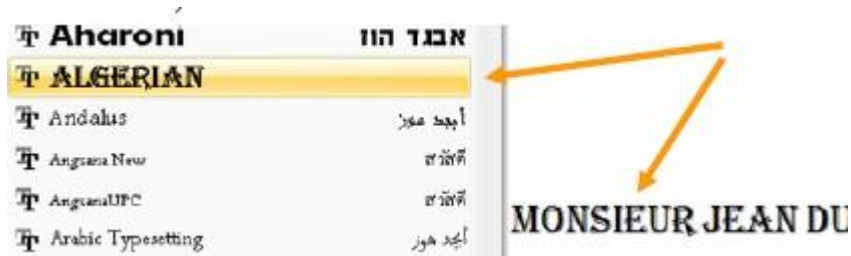 Aharoni אבגד הוז
ALGERIAN
Andalus أبجد هوز
Angsana New สวัสดี
AngsanaUPC สวัสดี
Arabic Typesetting أبجد هوز
MONSIEUR JEAN DU